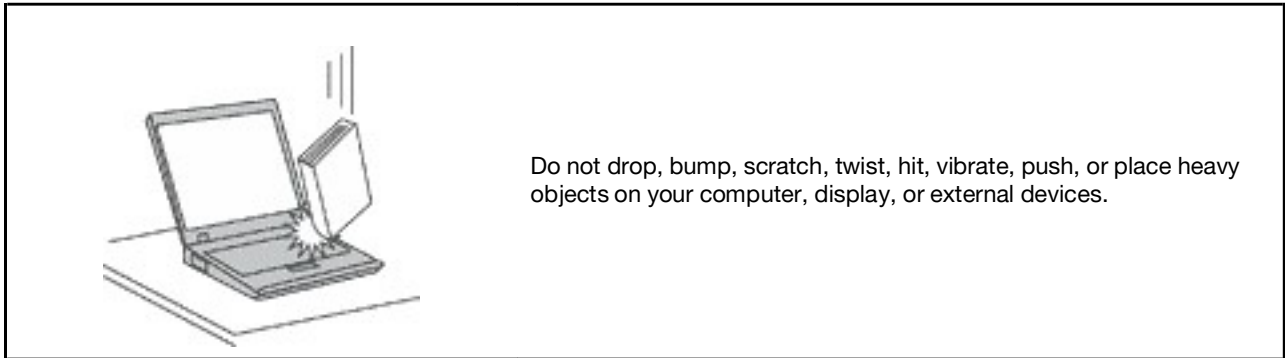 Do not drop, bump, scratch, twist, hit, vibrate, push, or place heavy
objects on your computer, display, or external devices.